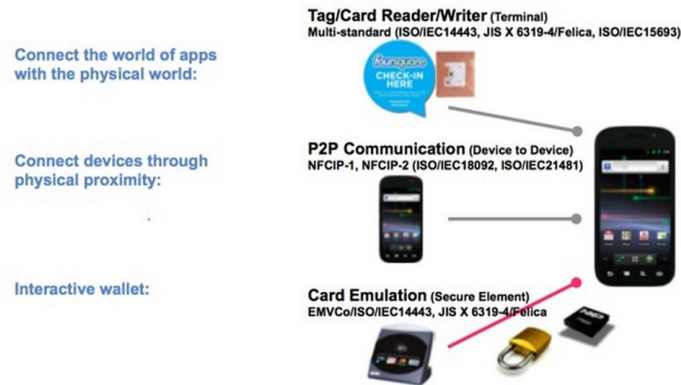 Tag/Card Reader/Writer (Terminal)
Multi-standard (ISO/IEC14443, JIS X 6319-4/Felica, ISO/IEC15693)
Connect the world of apps
with the physical world:
foursquare
CHECK-IN
HERE
P2P Communication (Device to Device)
NFCIP-1, NFCIP-2 (ISO/IEC18092, ISO/IEC21481)
Connect devices through
physical proximity:
Interactive wallet:
Card Emulation (Secure Element)
EMVCo/ISO/IEC14443, JIS X 6319-4/Felica
NXP